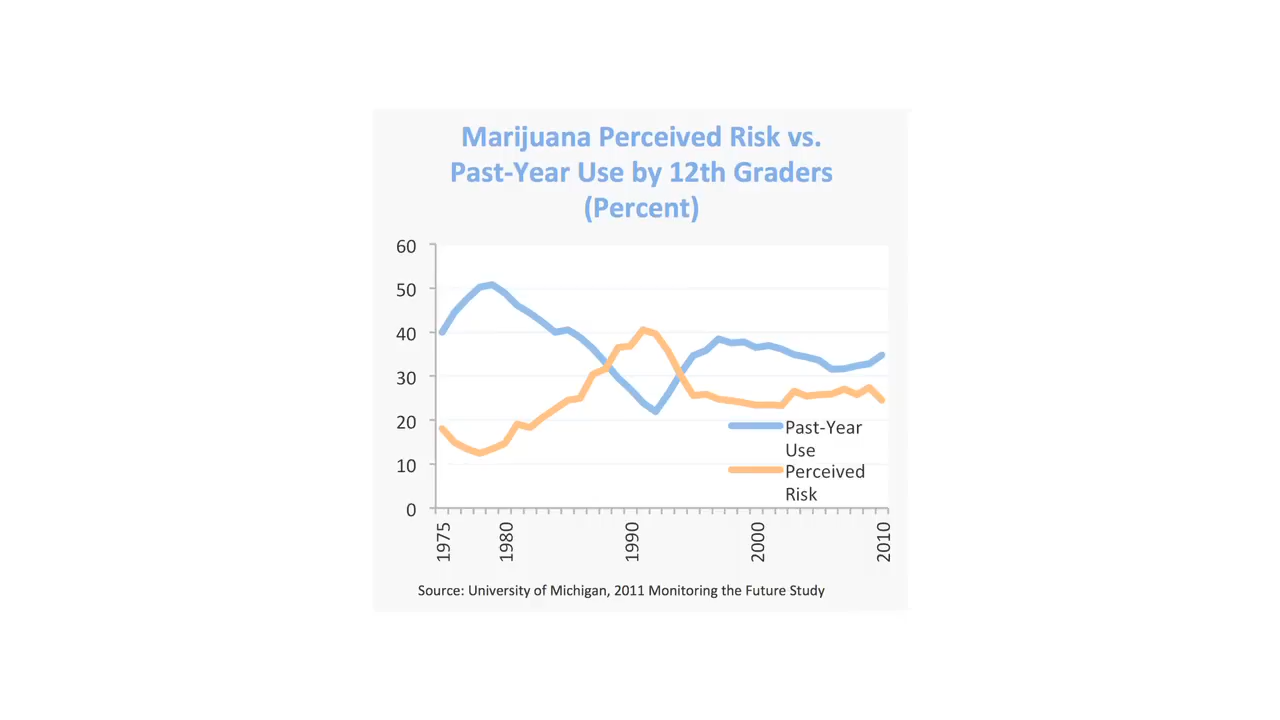 Marijuana Perceived Risk vs.
Past-Year Use by 12th Graders
(Percent)
60
50
40
30
20
10
0
Past-Year
Use
Perceived
Risk
1975
1980
1990
2000
2010
Source: University of Michigan, 2011 Monitoring the Future Study